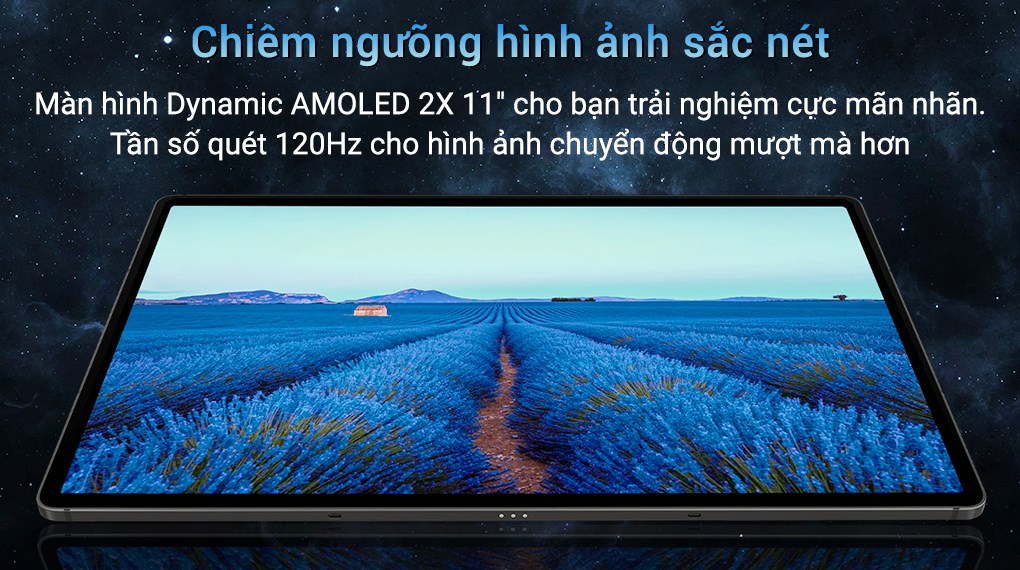 Chiêm ngưỡng hình ảnh sắc nét
Màn hình Dynamic AMOLED 2X 11" cho bạn trải nghiệm cực mãn nhãn.
Tần số quét 120Hz cho hình ảnh chuyển động mượt mà hơn